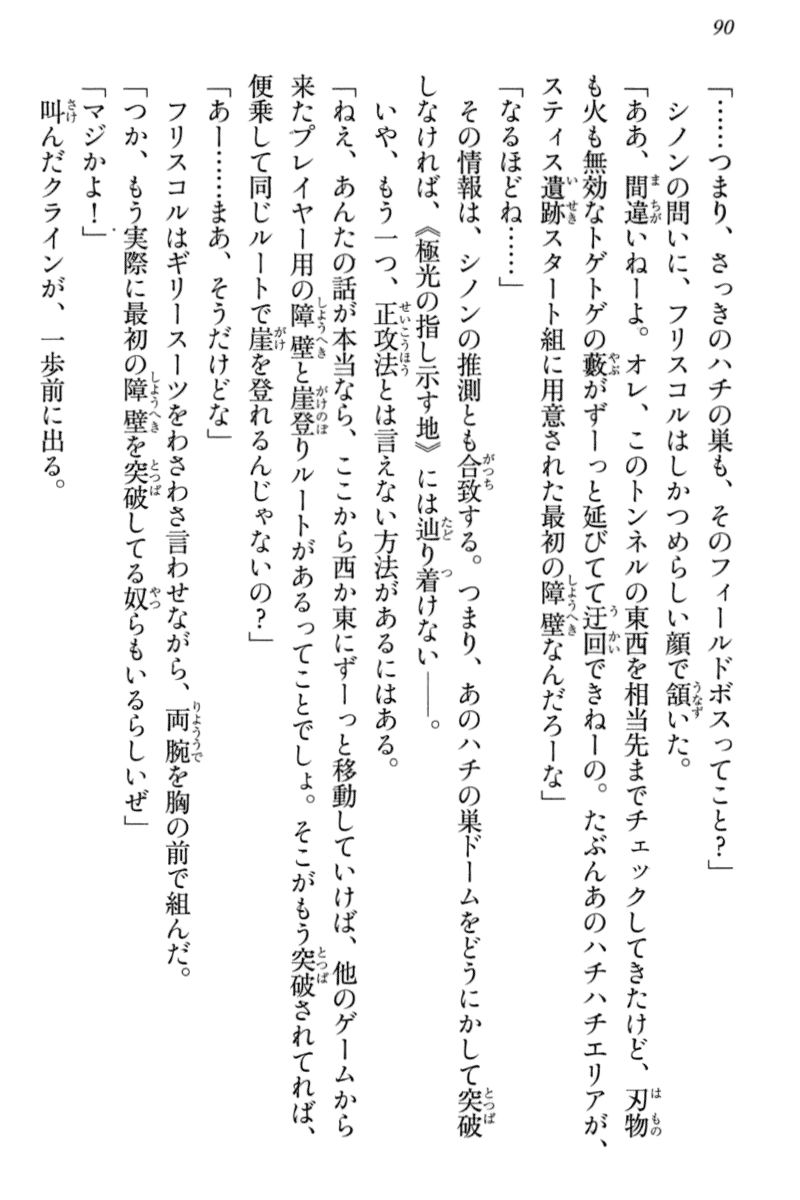 90
「……つまり、さっきのハチの巣も、そのフィールドボスってこと？」
シノンの問いに、フリスコルはしかつめらしい顔で頷いた。
「ああ、間違いねーよ。オレ、このトンネルの東西を相当先までチェックしてきたけど、刃物
も火も無効なトゲトゲの藪がずーっと延びてて迂回できねーの。たぶんあのハチハチエリアが、
スティス遺跡スタート組に用意された最初の障壁なんだろーな」
「なるほどね……」
その情報は、シノンの推測とも合致する。つまり、あのハチの巣ドームをどうにかして突破
しなければ、《極光の指し示す地》には辿り着けない――。
いや、もう一つ、正攻法とは言えない方法があるにはある。
「ねえ、あんたの話が本当なら、ここから西か東にずーっと移動していけば、他のゲームから
来たプレイヤー用の障壁と崖登りルートがあるってことでしょ。そこがもう突破されてれば、
便乗して同じルートで崖を登れるんじゃないの？」
「あー……まあ、そうだけどな」
フリスコルはギリースーツをわさわさ言わせながら、両腕を胸の前で組んだ。
「つか、もう実際に最初の障壁を突破してる奴らもいるらしいぜ」
「マジかよ！」
叫んだクラインが、一歩前に出る。